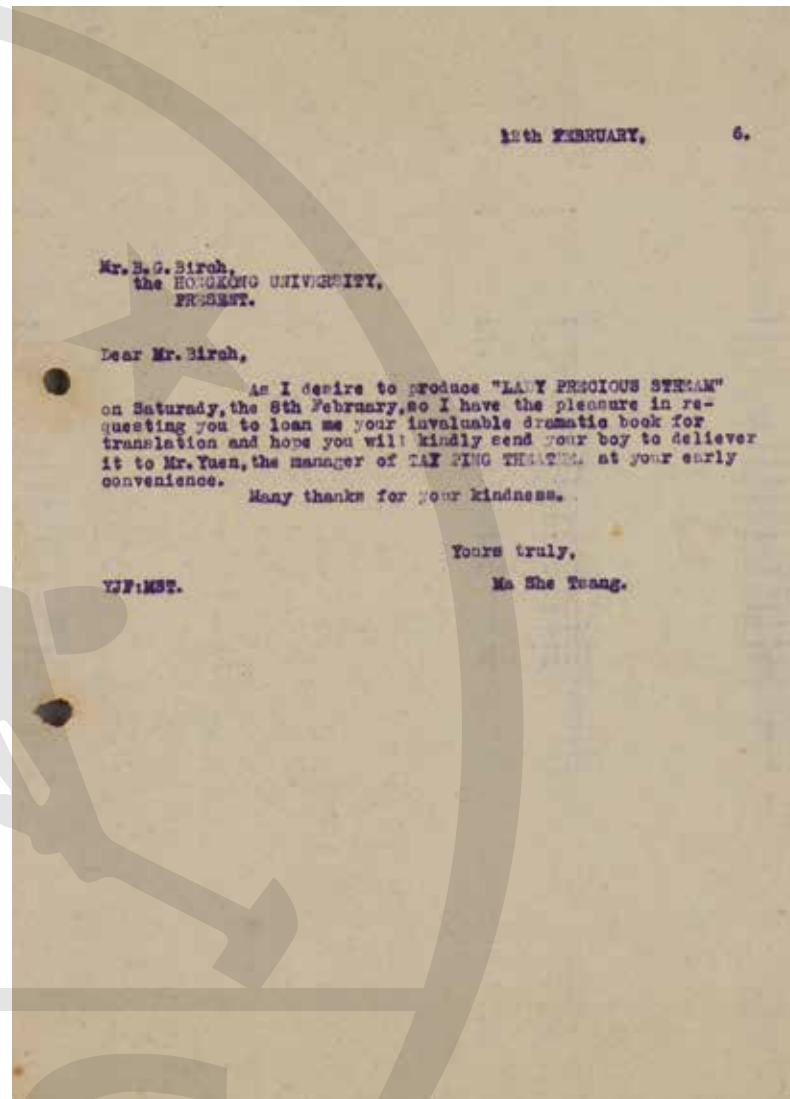 12th FEBRUARY, 6.
Mr. B.G. Birch,
the HONGKONG UNIVERSITY,
PRESENT.
Dear Mr. Birch,
As I desire to produce "LADY PRECIOUS STREAM"
on Saturady, the 8th February, so I have the pleasure in re-
questing you to loan me your invaluable dramatic book for
translation and hope you will kindly send your boy to deliever
it to Mr. Yuen, the manager of TAI PING THEATRE. at your early
convenience.
Many thanks for your kindness.
Yours truly,
YJF:MST. Ma She Tsang.